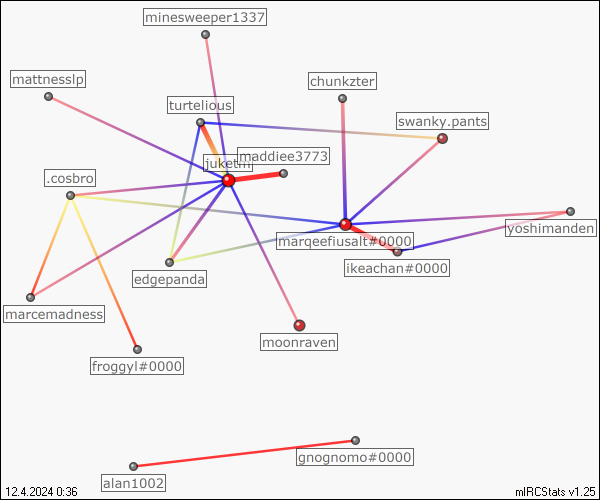 minesweeper1337
mattnesslp
chunkzter
turtelious
swanky.pants
maddiee3773
.cosbro
yoshimanden
marqeefiusalt#0000
ikeachan#0000
edgepanda
marcemadness
moonraven
froggyl#0000
gnognomo#0000
alan1002
12.4.2024 0:36
mIRCStats v1.25